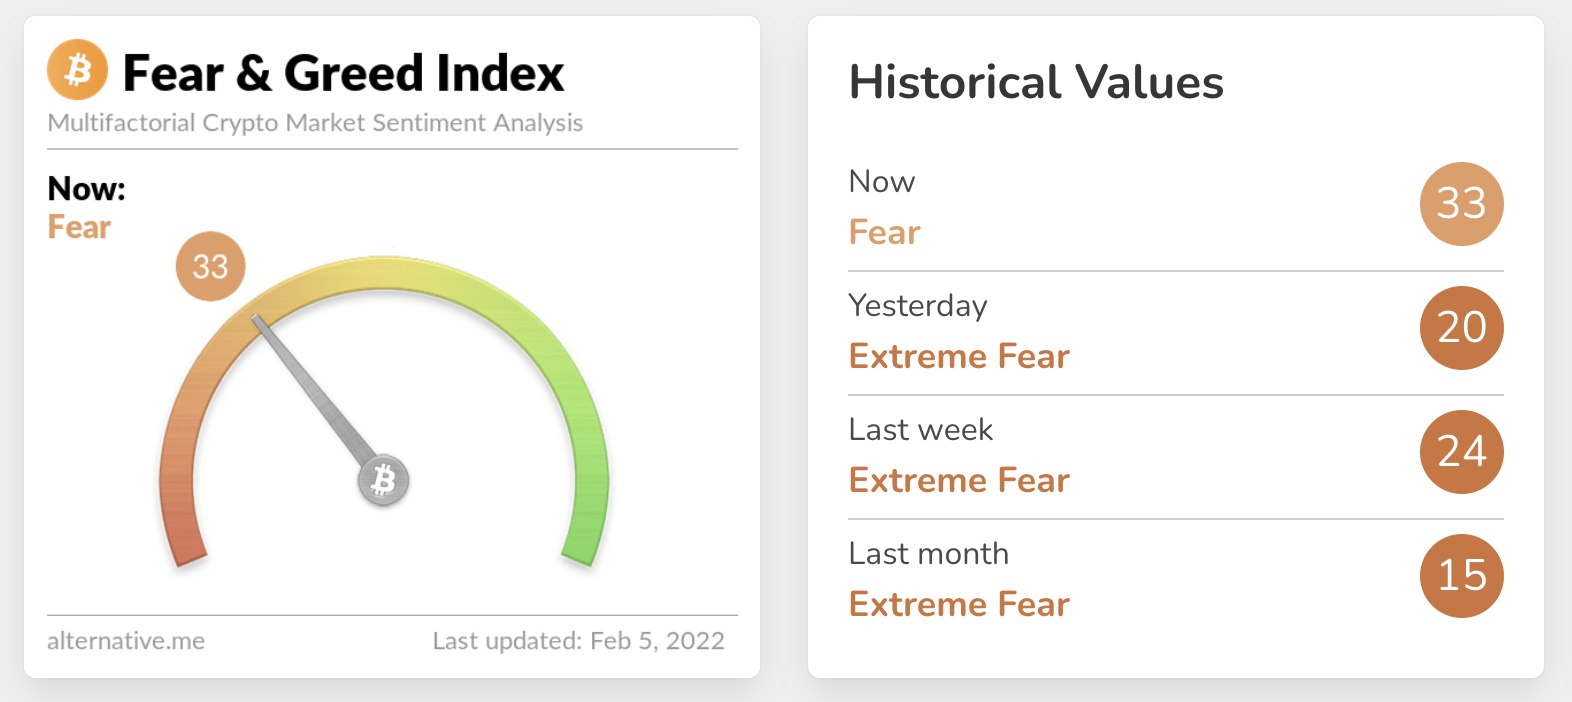 Fear & Greed Index
Multifactorial Crypto Market Sentiment Analysis
Now:
Fear
33
alternative.me
Last updated: Feb 5, 2022
Historical Values
Now
Fear
33
Yesterday
Extreme Fear
20
Last week
Extreme Fear
24
Last month
Extreme Fear
15